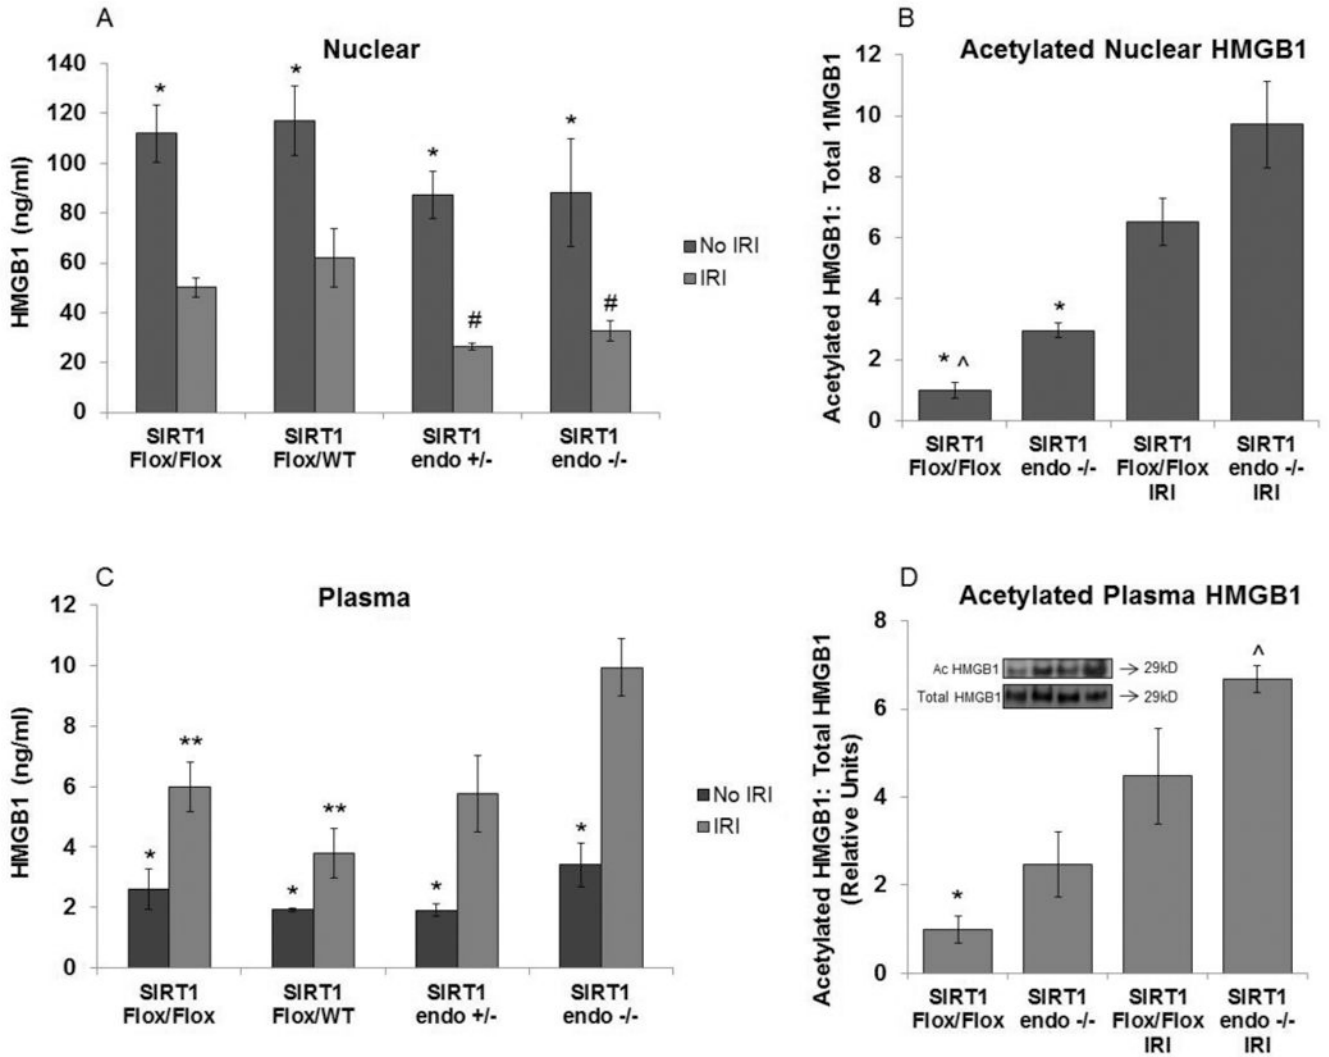 A
Nuclear
HMGB1 (ng/ml)
140
120
100
80
60
40
20
0
*
*
*
*
#
#
No IRI
IRI
SIRT1
Flox/Flox
SIRT1
Flox/WT
SIRT1
endo +/-
SIRT1
endo -/-
B
Acetylated Nuclear HMGB1
Acetylated HMGB1: Total 1MGB1
12
10
8
6
4
2
0
* ^
*
SIRT1
Flox/Flox
SIRT1
endo -/-
SIRT1
Flox/Flox
IRI
SIRT1
endo -/-
IRI
C
Plasma
HMGB1 (ng/ml)
12
10
8
6
4
2
0
*
**
*
**
*
*
No IRI
IRI
SIRT1
Flox/Flox
SIRT1
Flox/WT
SIRT1
endo +/-
SIRT1
endo -/-
D
Acetylated Plasma HMGB1
Acetylated HMGB1: Total HMGB1
(Relative Units)
8
6
4
2
0
Ac HMGB1 → 29kD
Total HMGB1 → 29kD
*
^
SIRT1
Flox/Flox
SIRT1
endo -/-
SIRT1
Flox/Flox
IRI
SIRT1
endo -/-
IRI